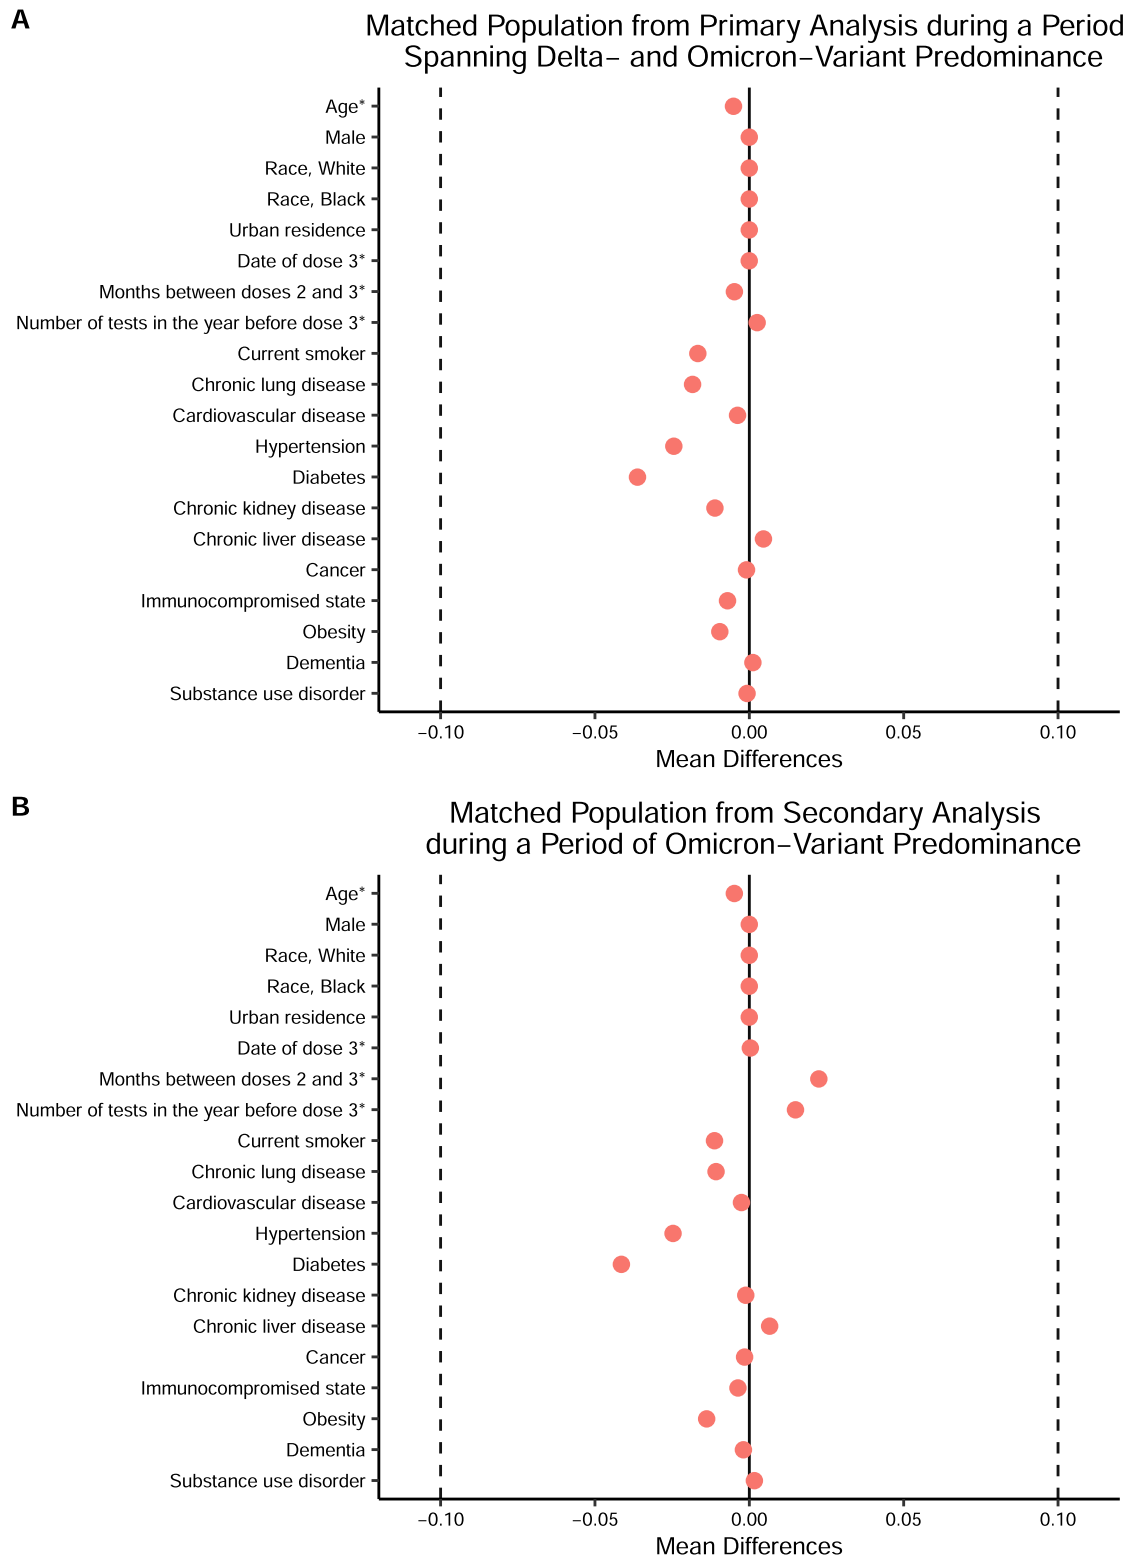 A
Matched Population from Primary Analysis during a Period
Spanning Delta− and Omicron−Variant Predominance
Age*
Male
Race, White
Race, Black
Urban residence
Date of dose 3*
Months between doses 2 and 3*
Number of tests in the year before dose 3*
Current smoker
Chronic lung disease
Cardiovascular disease
Hypertension
Diabetes
Chronic kidney disease
Chronic liver disease
Cancer
Immunocompromised state
Obesity
Dementia
Substance use disorder
−0.10 −0.05 0.00 0.05 0.10
Mean Differences
B
Matched Population from Secondary Analysis
during a Period of Omicron−Variant Predominance
Age*
Male
Race, White
Race, Black
Urban residence
Date of dose 3*
Months between doses 2 and 3*
Number of tests in the year before dose 3*
Current smoker
Chronic lung disease
Cardiovascular disease
Hypertension
Diabetes
Chronic kidney disease
Chronic liver disease
Cancer
Immunocompromised state
Obesity
Dementia
Substance use disorder
−0.10 −0.05 0.00 0.05 0.10
Mean Differences